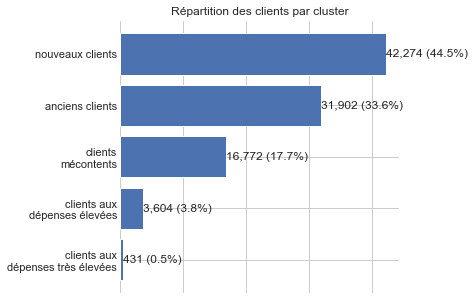 Répartition des clients par cluster
nouveaux clients
42,274 (44.5%)
anciens clients
31,902 (33.6%)
clients
mécontents
16,772 (17.7%)
clients aux
dépenses élevées
3,604 (3.8%)
clients aux
dépenses très élevées
431 (0.5%)